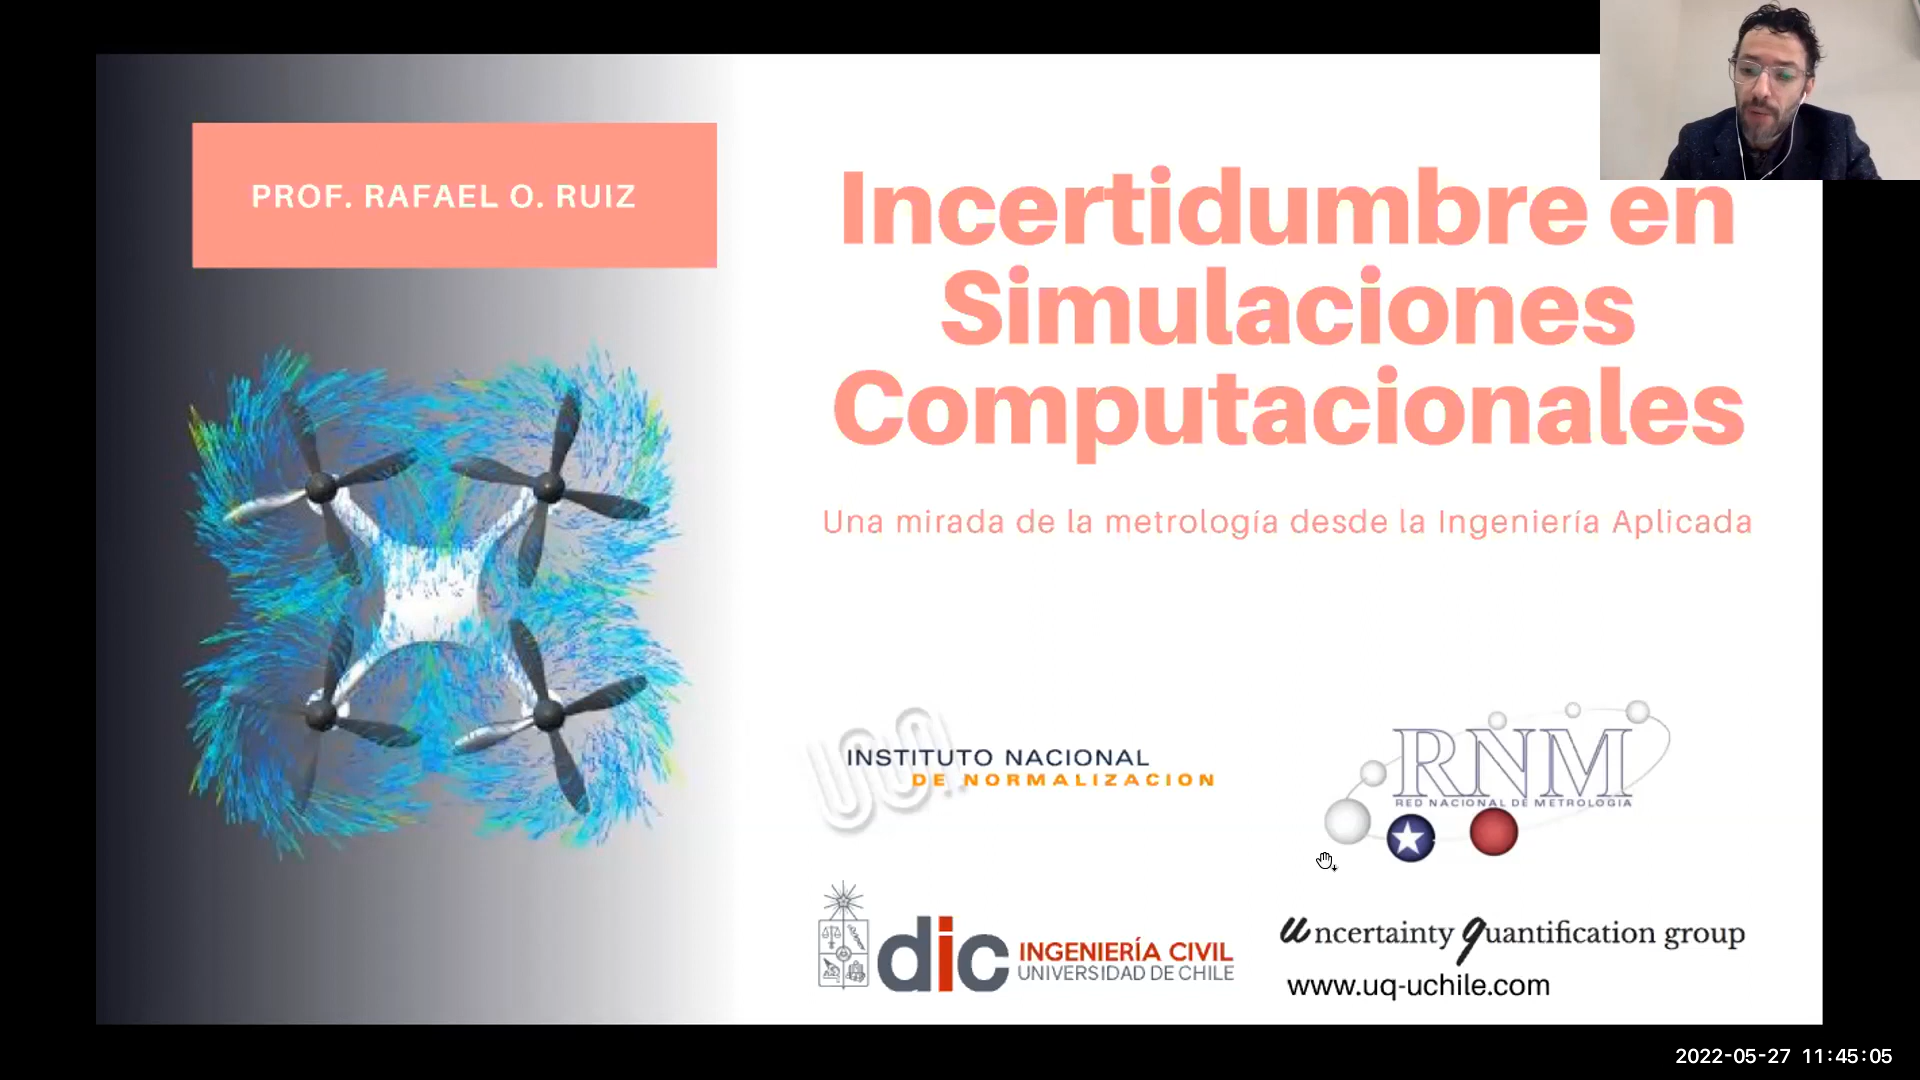 PROF. RAFAEL O. RUIZ
Incertidumbre en
Simulaciones
Computacionales
Una mirada de la metrología desde la Ingeniería Aplicada
INSTITUTO NACIONAL
DE NORMALIZACION
RNM
RED NACIONAL DE METROLOGIA
dic INGENIERÍA CIVIL
UNIVERSIDAD DE CHILE
uncertainty quantification group
www.uq-uchile.com
2022-05-27 11:45:05